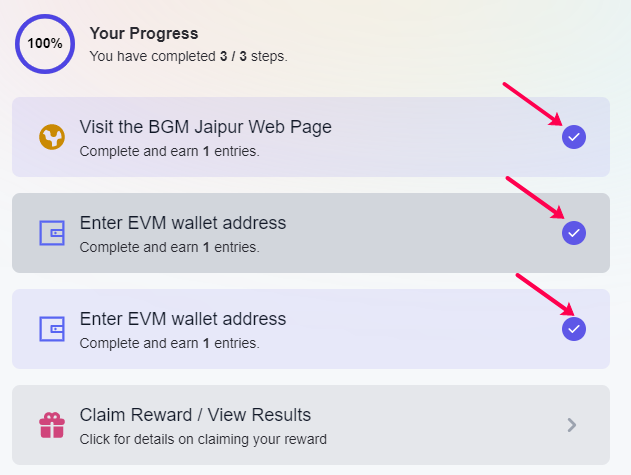 100%
Your Progress
You have completed 3 / 3 steps.
Visit the BGM Jaipur Web Page
Complete and earn 1 entries.
Enter EVM wallet address
Complete and earn 1 entries.
Enter EVM wallet address
Complete and earn 1 entries.
Claim Reward / View Results
Click for details on claiming your reward